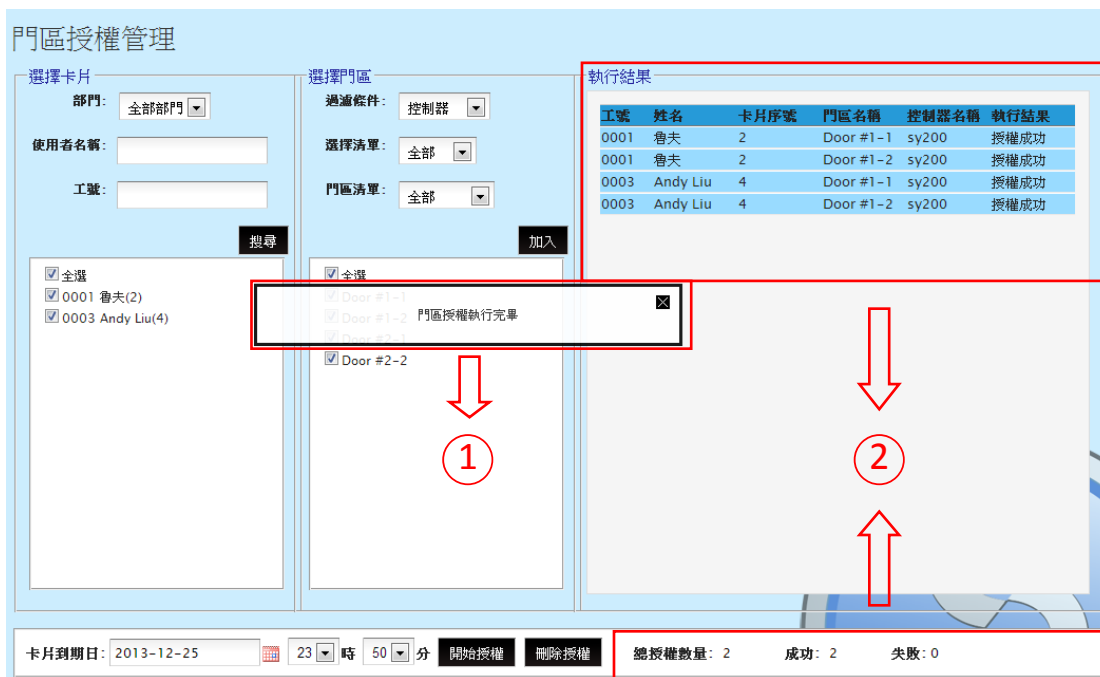 門區授權管理
選擇卡片
部門: 全部部門
使用者名稱:
工號:
搜尋
全選
0001 魯夫(2)
0003 Andy Liu(4)
選擇門區
過濾條件: 控制器
選擇清單: 全部
門區清單: 全部
加入
全選
Door #1-1
Door #1-2
Door #2-1
Door #2-2
門區授權執行完畢
①
執行結果
工號 姓名 卡片序號 門區名稱 控制器名稱 執行結果
0001 魯夫 2 Door #1-1 sy200 授權成功
0001 魯夫 2 Door #1-2 sy200 授權成功
0003 Andy Liu 4 Door #1-1 sy200 授權成功
0003 Andy Liu 4 Door #1-2 sy200 授權成功
②
卡片到期日: 2013-12-25 23 時 50 分 開始授權 刪除授權 總授權數量: 2 成功: 2 失敗: 0